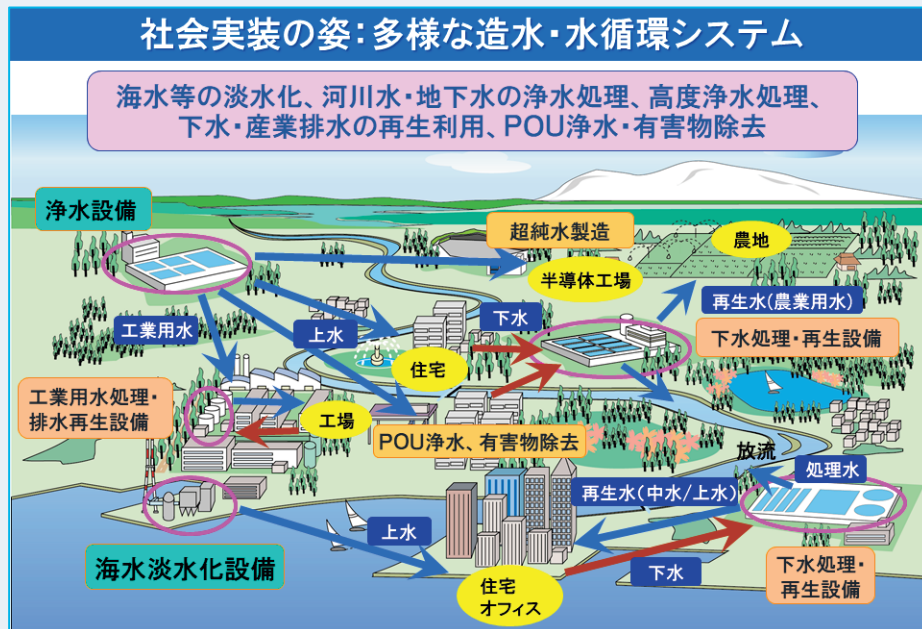 社会実装の姿：多様な造水・水循環システム
海水等の淡水化、河川水・地下水の浄水処理、高度浄水処理、
下水・産業排水の再生利用、POU浄水・有害物除去
浄水設備
超純水製造
農地
半導体工場
再生水(農業用水)
工業用水
上水
下水
下水処理・再生設備
住宅
工業用水処理・
排水再生設備
工場
POU浄水、有害物除去
放流
処理水
再生水(中水/上水)
上水
海水淡水化設備
下水
下水処理・
再生設備
住宅
オフィス